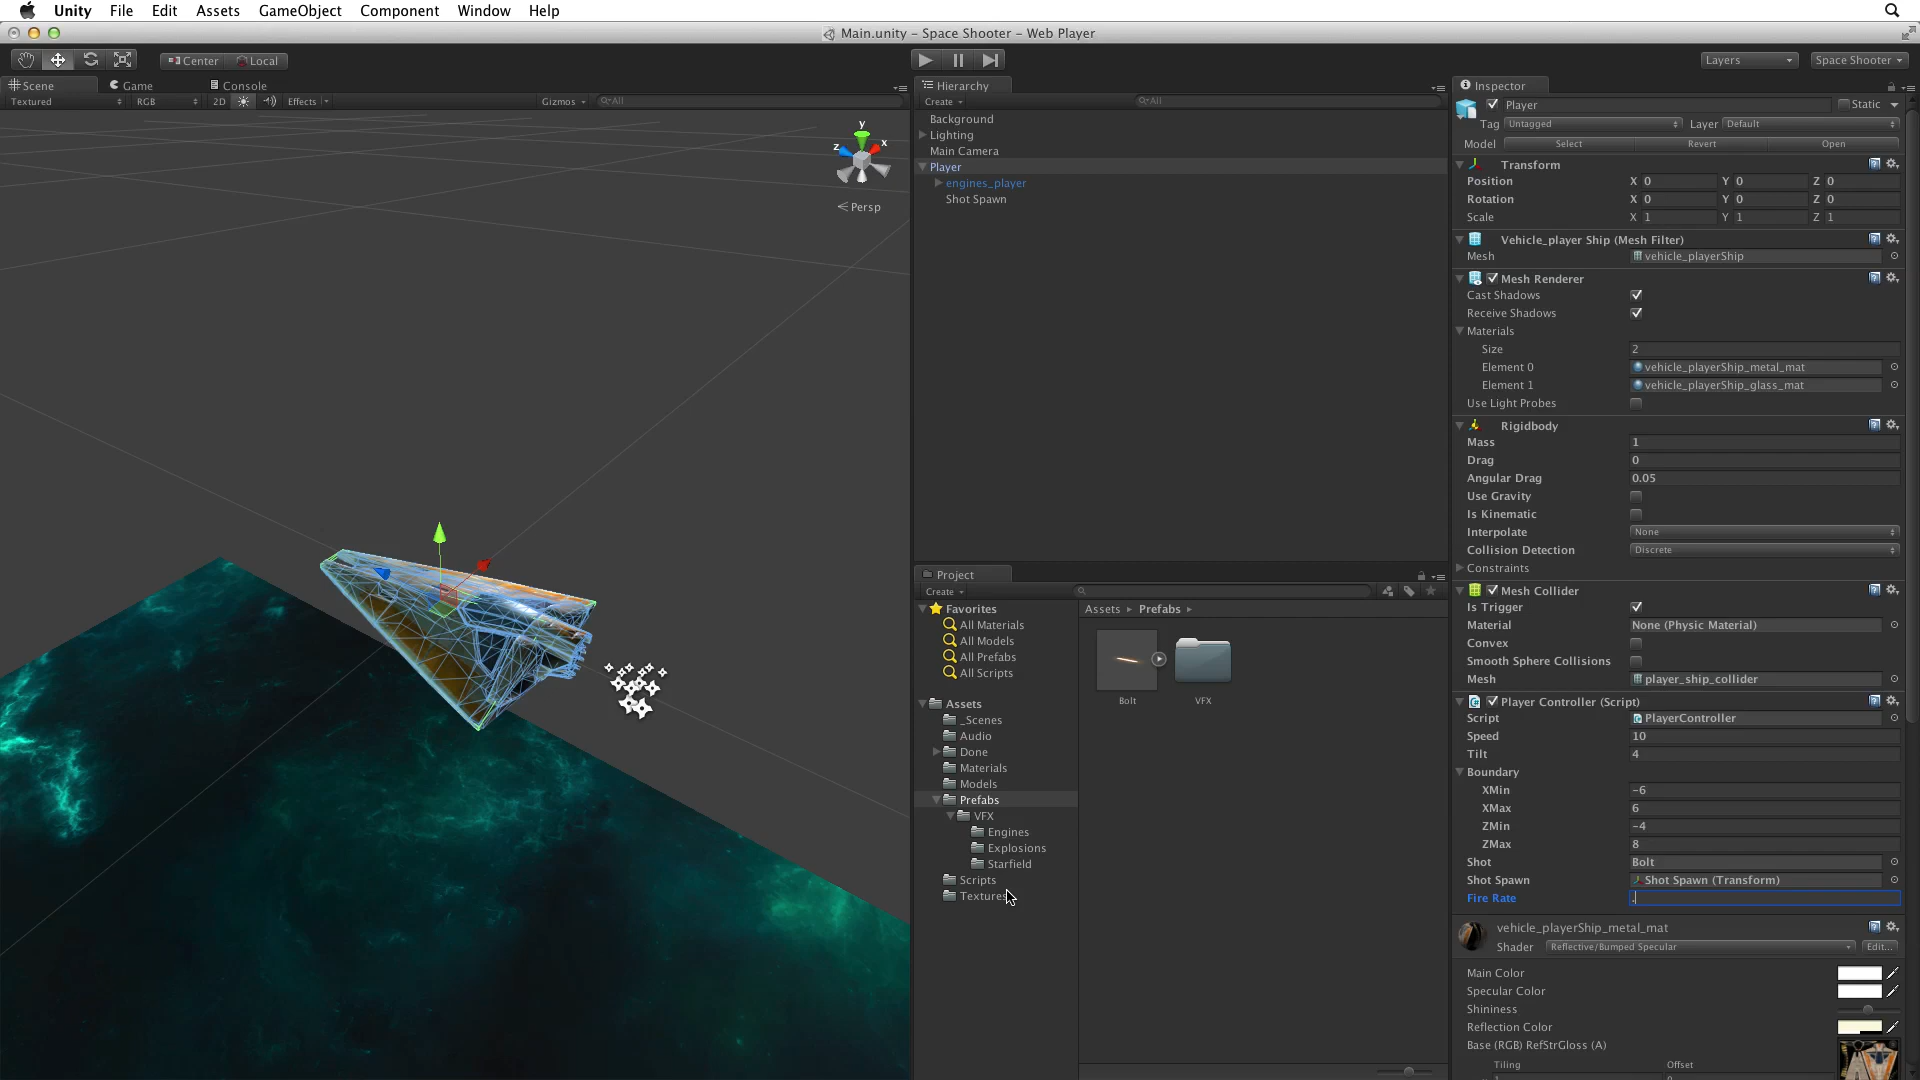 Unity File Edit Assets GameObject Component Window Help
Main.unity – Space Shooter – Web Player
Center Local
Layers Space Shooter
Scene Game Console
Textured RGB 2D Effects Gizmos All
y
z x
Persp
Hierarchy
Create All
Background
Lighting
Main Camera
Player
engines_player
Shot Spawn
Project
Create
Favorites
All Materials
All Models
All Prefabs
All Scripts
Assets
_Scenes
Audio
Done
Materials
Models
Prefabs
VFX
Engines
Explosions
Starfield
Scripts
Textures
Assets Prefabs
Bolt VFX
Inspector
Player Static
Tag Untagged Layer Default
Model Select Revert Open
Transform
Position X 0 Y 0 Z 0
Rotation X 0 Y 0 Z 0
Scale X 1 Y 1 Z 1
Vehicle_player Ship (Mesh Filter)
Mesh vehicle_playerShip
Mesh Renderer
Cast Shadows
Receive Shadows
Materials
Size 2
Element 0 vehicle_playerShip_metal_mat
Element 1 vehicle_playerShip_glass_mat
Use Light Probes
Rigidbody
Mass 1
Drag 0
Angular Drag 0.05
Use Gravity
Is Kinematic
Interpolate None
Collision Detection Discrete
Constraints
Mesh Collider
Is Trigger
Material None (Physic Material)
Convex
Smooth Sphere Collisions
Mesh player_ship_collider
Player Controller (Script)
Script PlayerController
Speed 10
Tilt 4
Boundary
XMin -6
XMax 6
ZMin -4
ZMax 8
Shot Bolt
Shot Spawn Shot Spawn (Transform)
Fire Rate .
vehicle_playerShip_metal_mat
Shader Reflective/Bumped Specular Edit...
Main Color
Specular Color
Shininess
Reflection Color
Base (RGB) RefStrGloss (A)
Tiling Offset